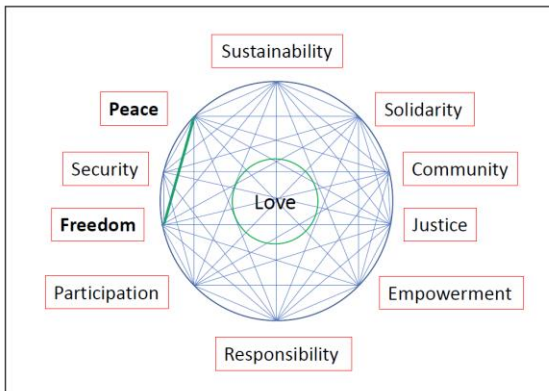 Sustainability
Peace
Solidarity
Security
Community
Love
Freedom
Justice
Participation
Empowerment
Responsibility